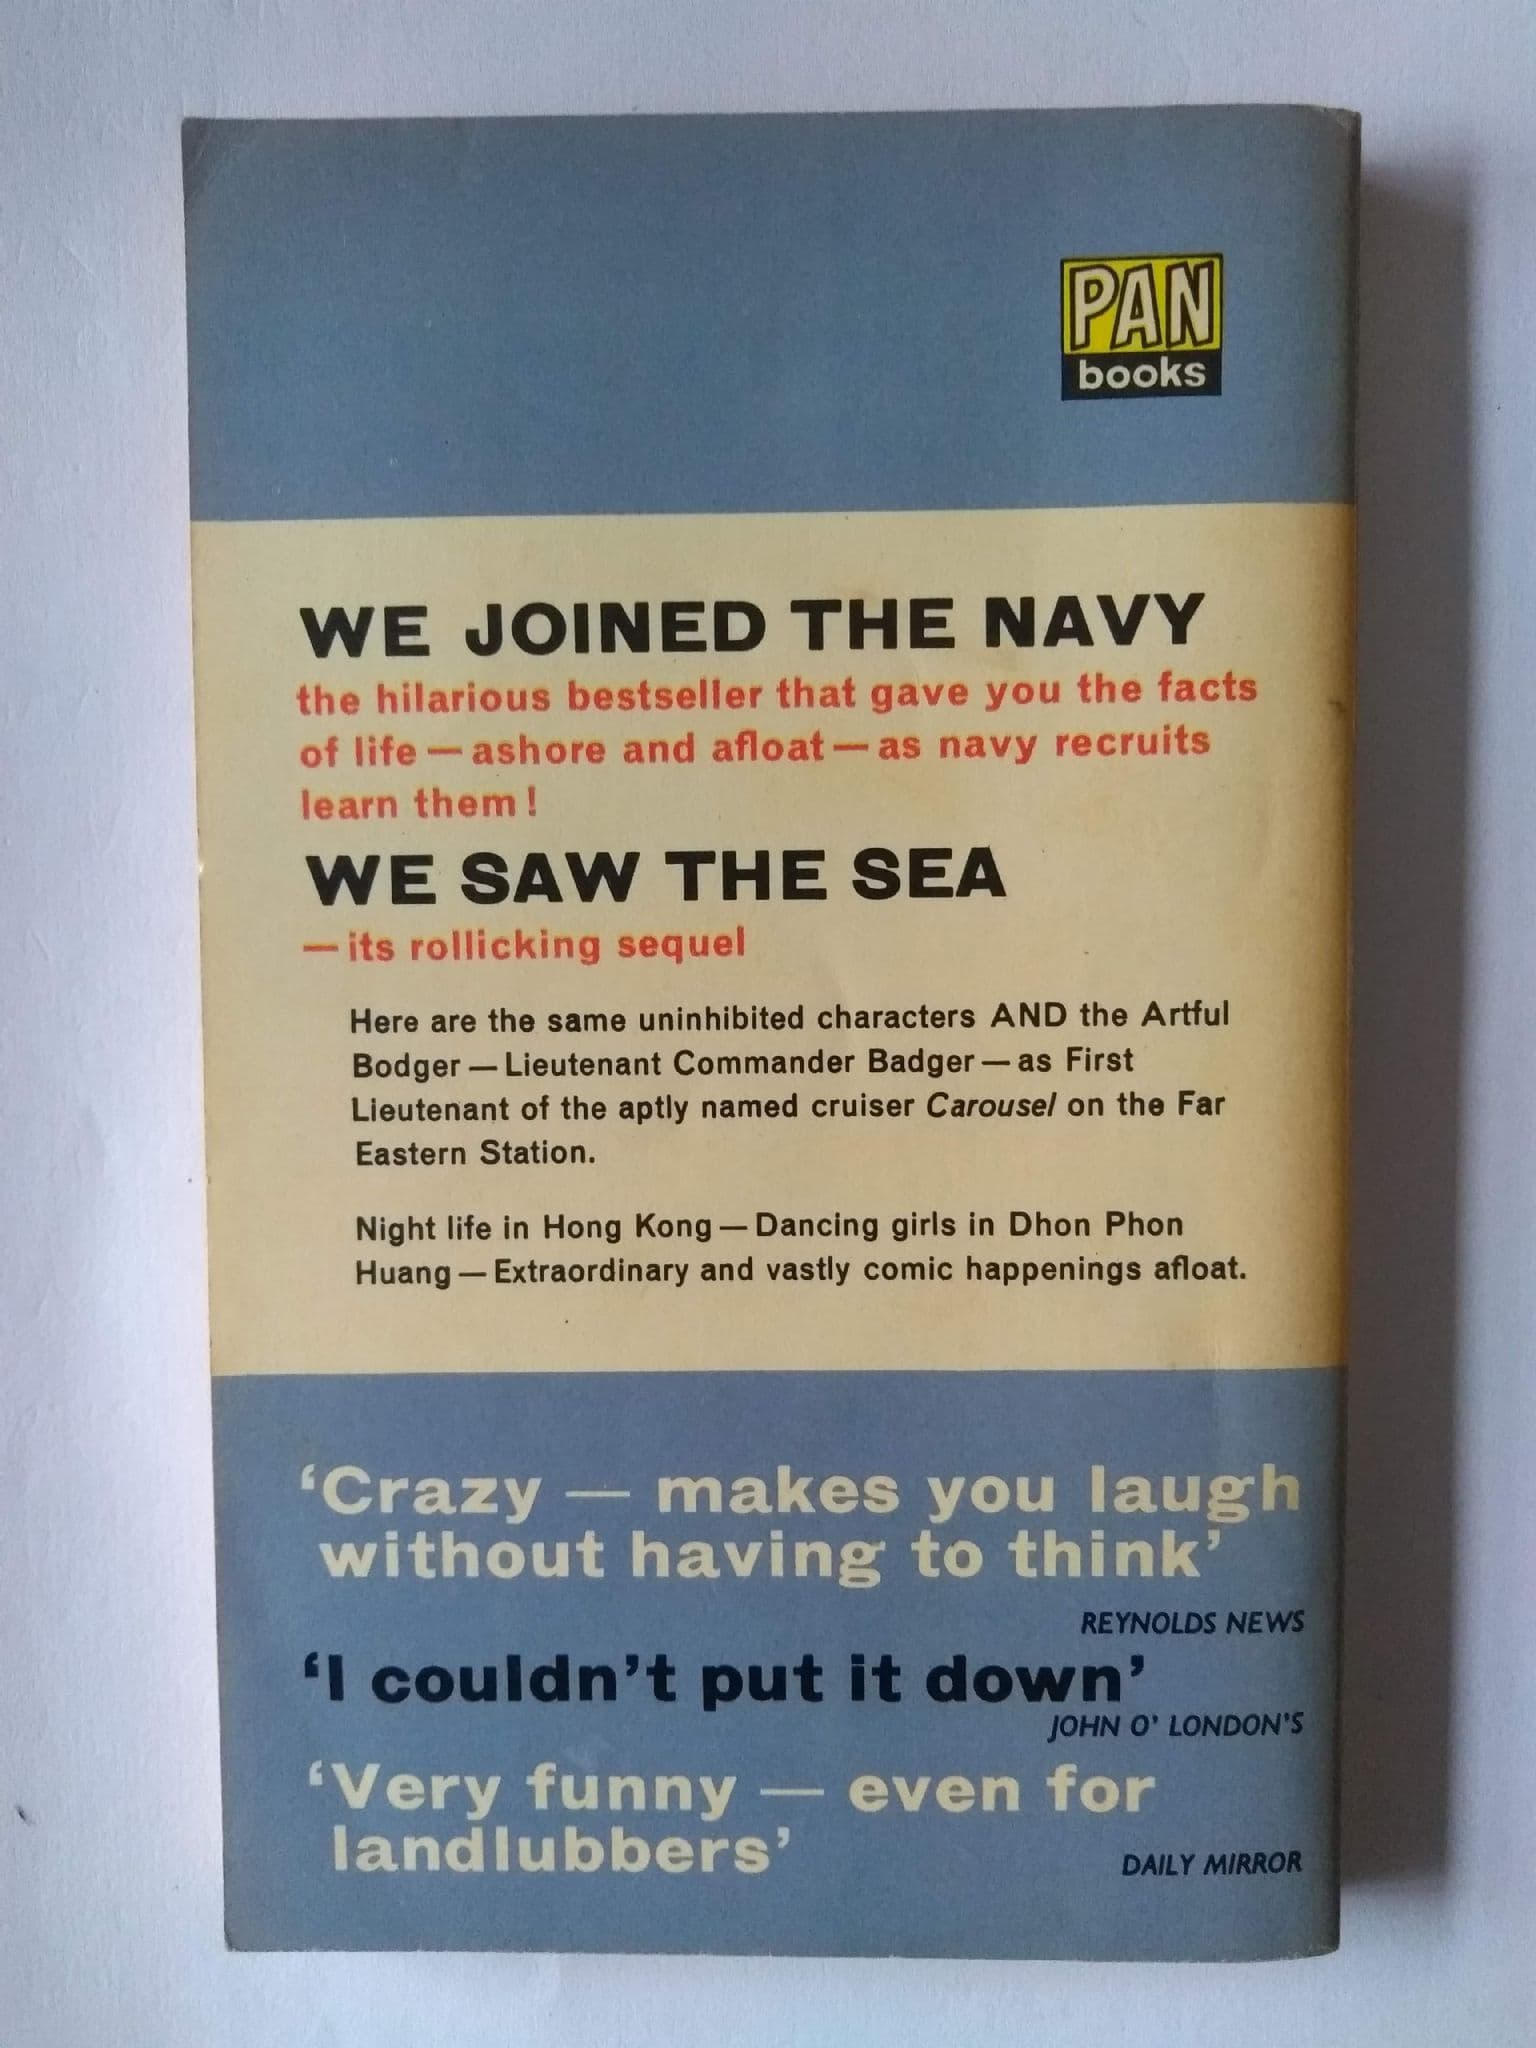 PAN
books
WE JOINED THE NAVY
the hilarious bestseller that gave you the facts
of life — ashore and afloat — as navy recruits
learn them!
WE SAW THE SEA
— its rollicking sequel
Here are the same uninhibited characters AND the Artful
Bodger — Lieutenant Commander Badger — as First
Lieutenant of the aptly named cruiser Carousel on the Far
Eastern Station.
Night life in Hong Kong — Dancing girls in Dhon Phon
Huang — Extraordinary and vastly comic happenings afloat.
‘Crazy — makes you laugh
without having to think’
REYNOLDS NEWS
‘I couldn’t put it down’
JOHN O' LONDON'S
‘Very funny — even for
landlubbers’
DAILY MIRROR